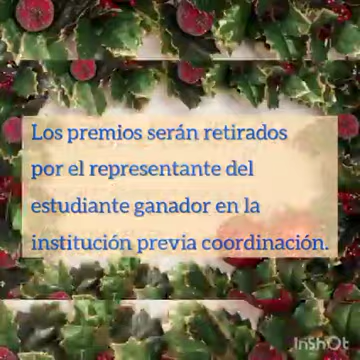 Los premios serán retirados
por el representante del
estudiante ganador en la
institución previa coordinación.
InShOt